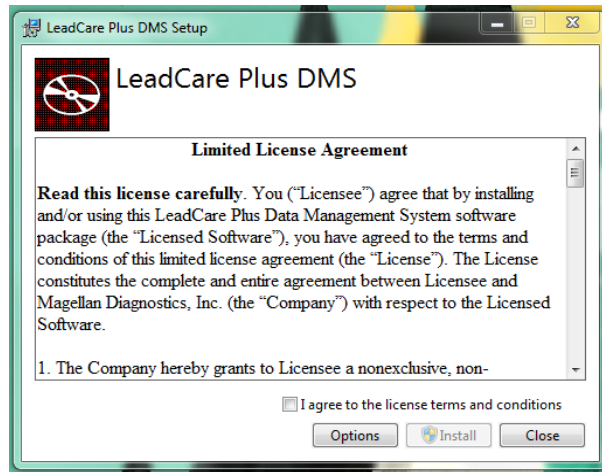 LeadCare Plus DMS Setup
LeadCare Plus DMS
Limited License Agreement
Read this license carefully. You (“Licensee”) agree that by installing
and/or using this LeadCare Plus Data Management System software
package (the “Licensed Software”), you have agreed to the terms and
conditions of this limited license agreement (the “License”). The License
constitutes the complete and entire agreement between Licensee and
Magellan Diagnostics, Inc. (the “Company”) with respect to the Licensed
Software.
1. The Company hereby grants to Licensee a nonexclusive, non-
I agree to the license terms and conditions
Options Install Close